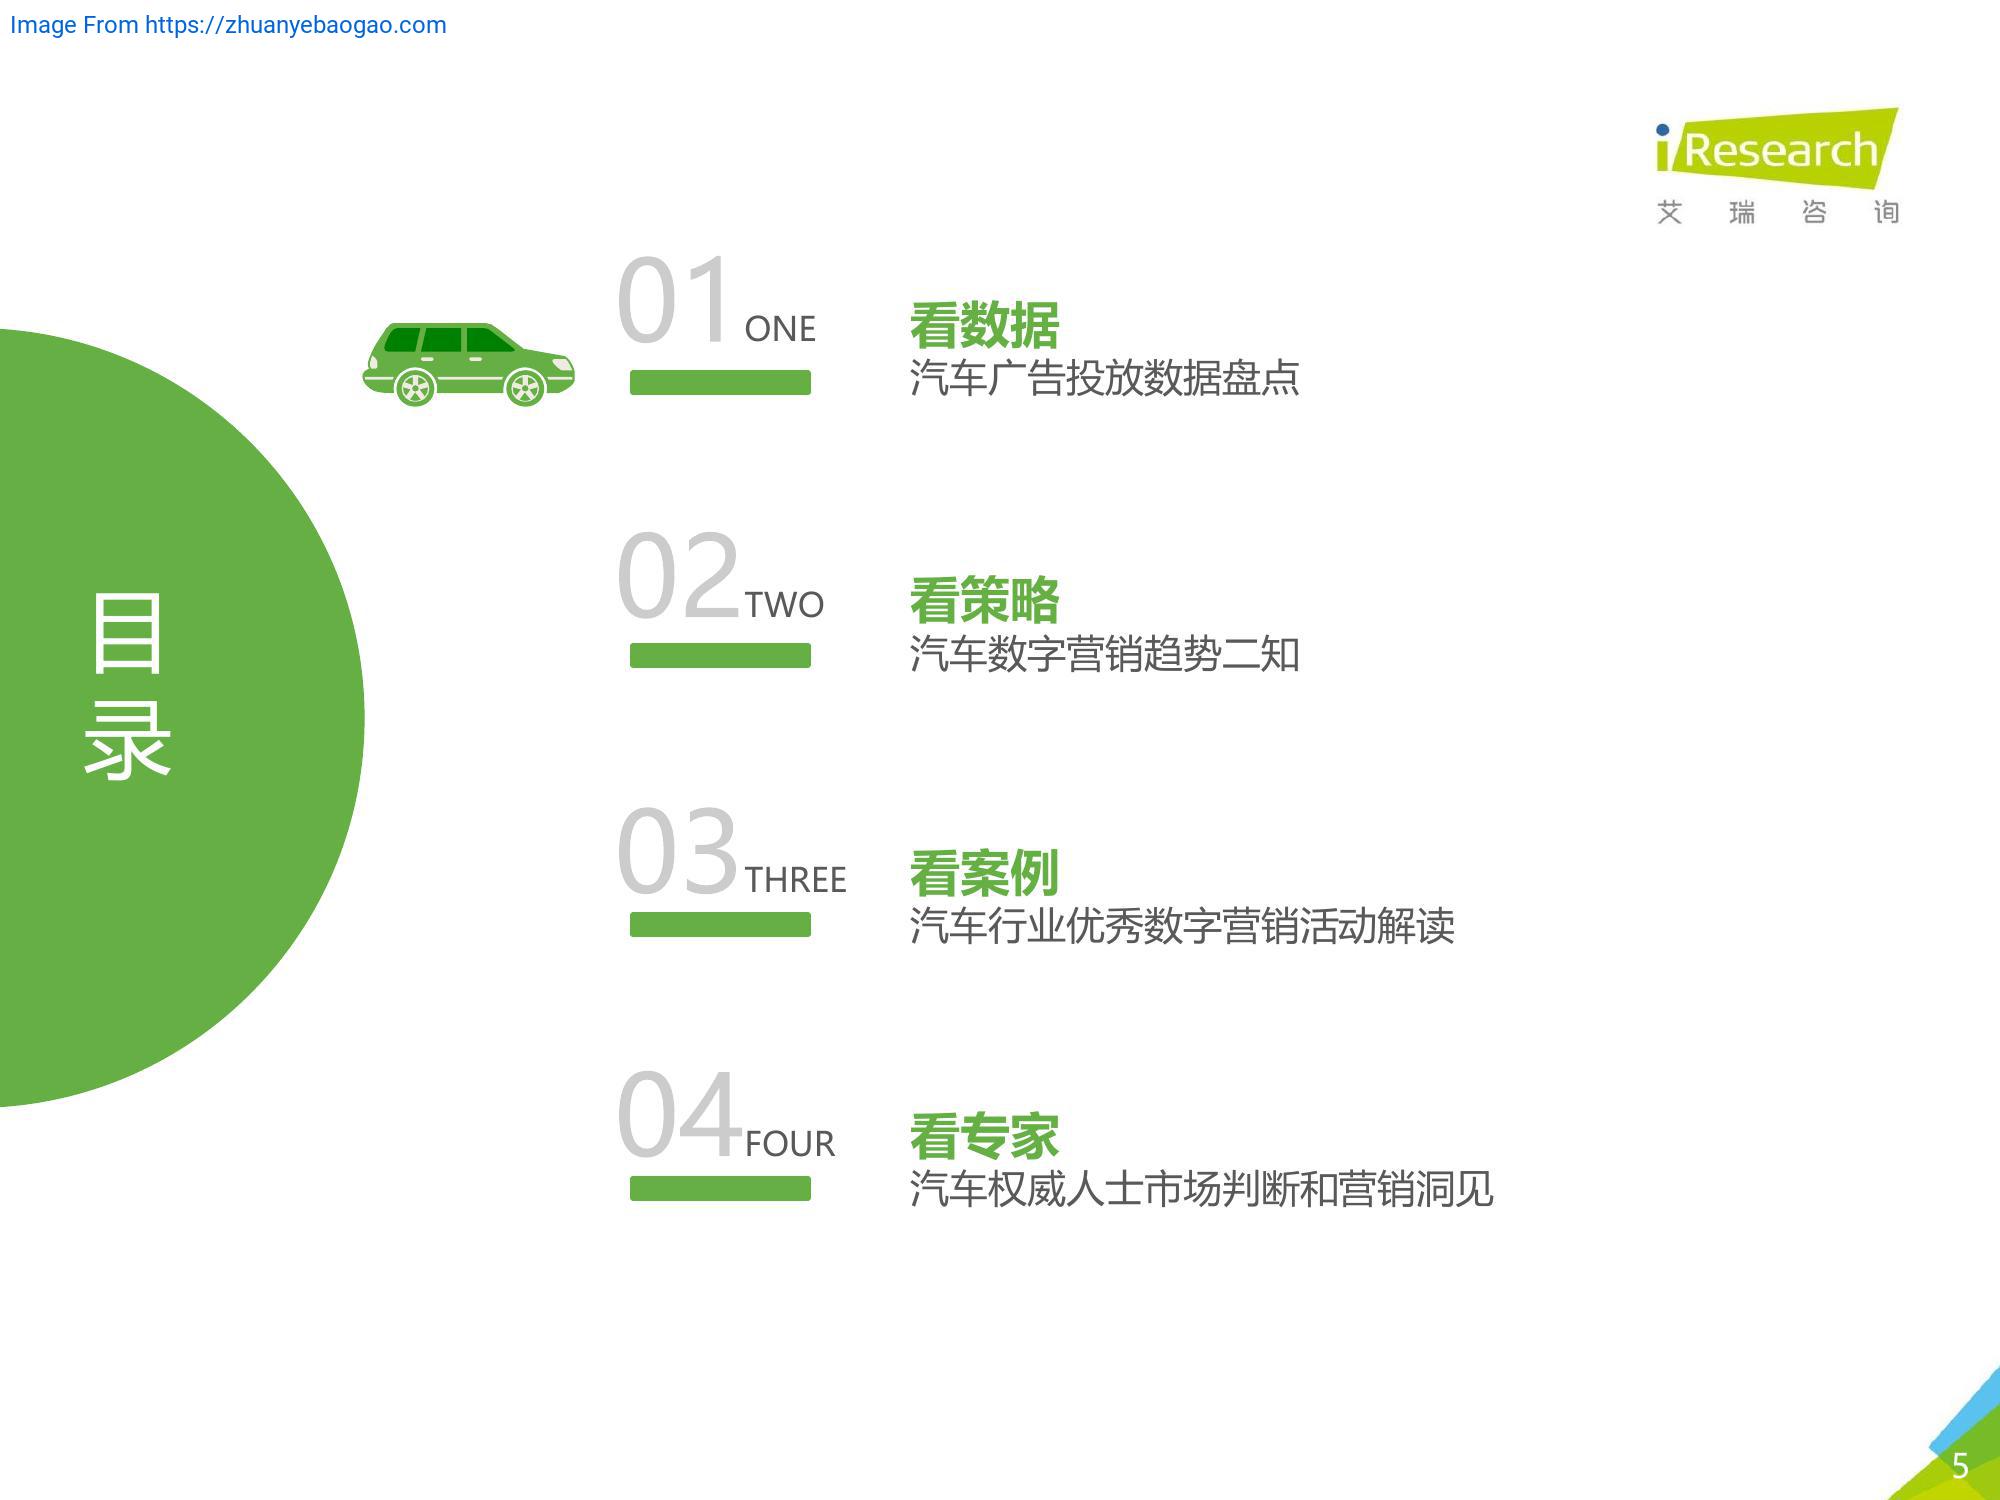 Image From https://zhuanyebaogao.com
iResearch
艾瑞咨询
目
录
01 ONE
看数据
汽车广告投放数据盘点
02 TWO
看策略
汽车数字营销趋势二知
03 THREE
看案例
汽车行业优秀数字营销活动解读
04 FOUR
看专家
汽车权威人士市场判断和营销洞见
5